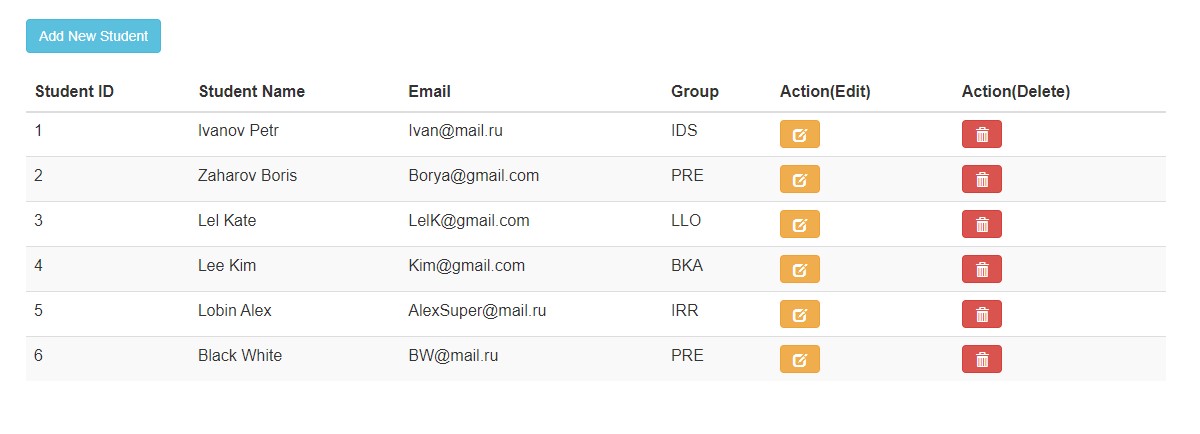 Add New Student
Student ID Student Name Email Group Action(Edit) Action(Delete)
1 Ivanov Petr Ivan@mail.ru IDS
2 Zaharov Boris Borya@gmail.com PRE
3 Lel Kate LelK@gmail.com LLO
4 Lee Kim Kim@gmail.com BKA
5 Lobin Alex AlexSuper@mail.ru IRR
6 Black White BW@mail.ru PRE